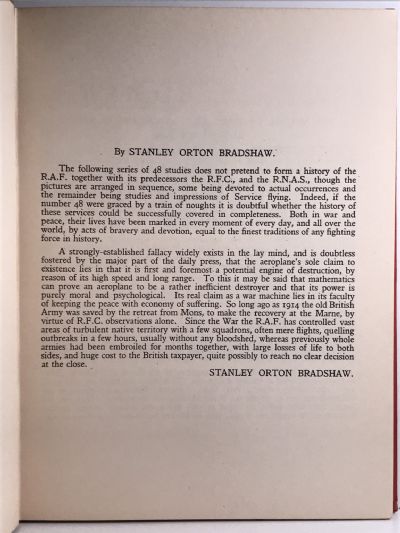 By STANLEY ORTON BRADSHAW.
The following series of 48 studies does not pretend to form a history of the
R.A.F. together with its predecessors the R.F.C., and the R.N.A.S., though the
pictures are arranged in sequence, some being devoted to actual occurrences and
the remainder being studies and impressions of Service flying. Indeed, if the
number 48 were graced by a train of noughts it is doubtful whether the history of
these services could be successfully covered in completeness. Both in war and
peace, their lives have been marked in every moment of every day, and all over the
world, by acts of bravery and devotion, equal to the finest traditions of any fighting
force in history.
A strongly-established fallacy widely exists in the lay mind, and is doubtless
fostered by the major part of the daily press, that the aeroplane's sole claim to
existence lies in that it is first and foremost a potential engine of destruction, by
reason of its high speed and long range. To this it may be said that mathematics
can prove an aeroplane to be a rather inefficient destroyer and that its power is
purely moral and psychological. Its real claim as a war machine lies in its faculty
of keeping the peace with economy of suffering. So long ago as 1914 the old British
Army was saved by the retreat from Mons, to make the recovery at the Marne, by
virtue of R.F.C. observations alone. Since the War the R.A.F. has controlled vast
areas of turbulent native territory with a few squadrons, often mere flights, quelling
outbreaks in a few hours, usually without any bloodshed, whereas previously whole
armies had been embroiled for months together, with large losses of life to both
sides, and huge cost to the British taxpayer, quite possibly to reach no clear decision
at the close.
STANLEY ORTON BRADSHAW.